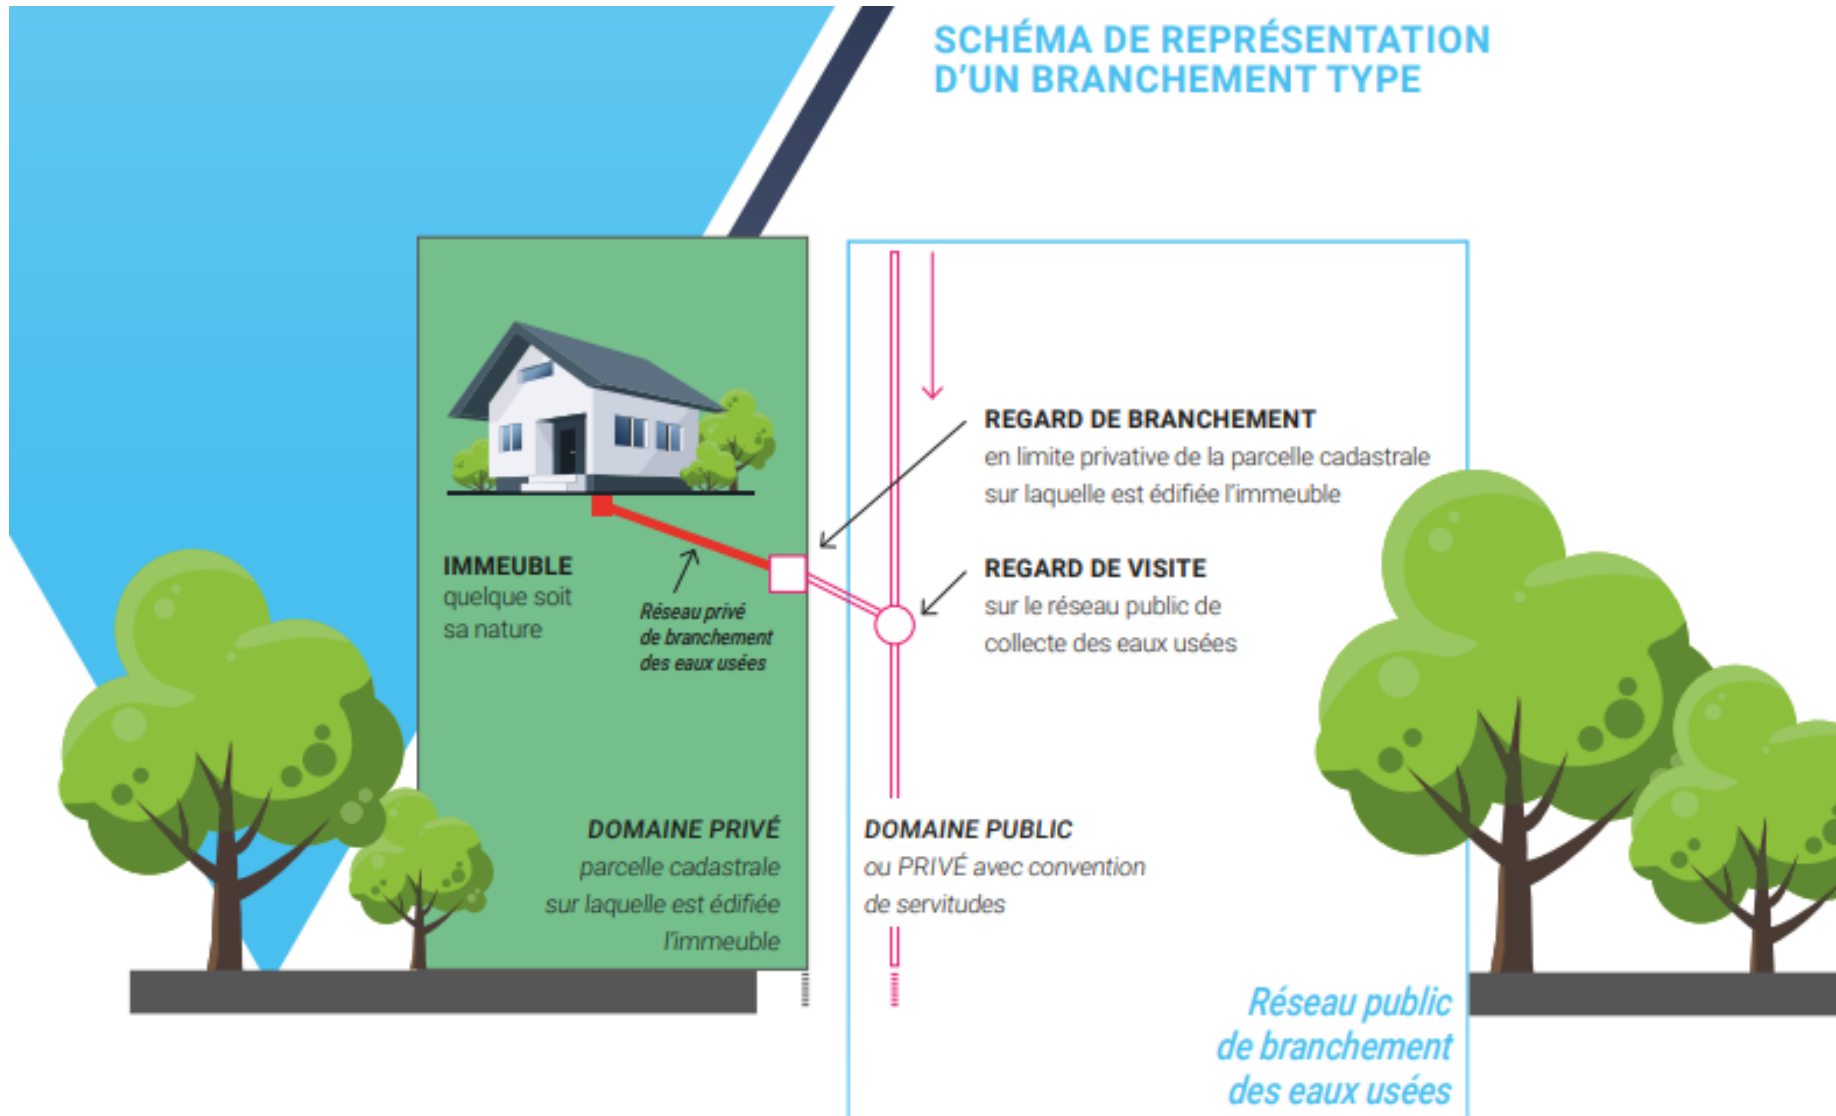 SCHÉMA DE REPRÉSENTATION
D'UN BRANCHEMENT TYPE
REGARD DE BRANCHEMENT
en limite privative de la parcelle cadastrale
sur laquelle est édifiée l'immeuble
REGARD DE VISITE
sur le réseau public de
collecte des eaux usées
IMMEUBLE
quelque soit
sa nature
Réseau privé
de branchement
des eaux usées
DOMAINE PRIVÉ
parcelle cadastrale
sur laquelle est édifiée
l'immeuble
DOMAINE PUBLIC
ou PRIVÉ avec convention
de servitudes
Réseau public
de branchement
des eaux usées